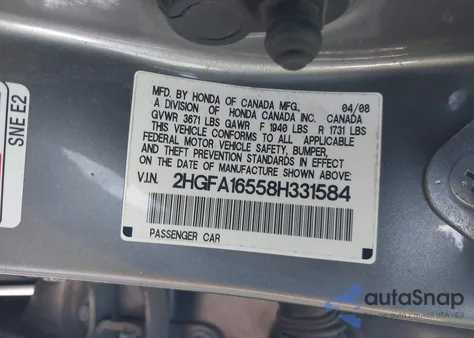 MFD. BY HONDA OF CANADA MFG. 04/08
A DIVISION OF HONDA CANADA INC. CANADA
GVWR 3671 LBS GAWR F 1940 LBS R 1731 LBS
THIS VEHICLE CONFORMS TO ALL APPLICABLE
FEDERAL MOTOR VEHICLE SAFETY, BUMPER,
AND THEFT PREVENTION STANDARDS IN EFFECT
ON THE DATE OF MANUFACTURE SHOWN ABOVE.
V.I.N. 2HGFA16558H331584
PASSENGER CAR
SNE E2
autoSnap